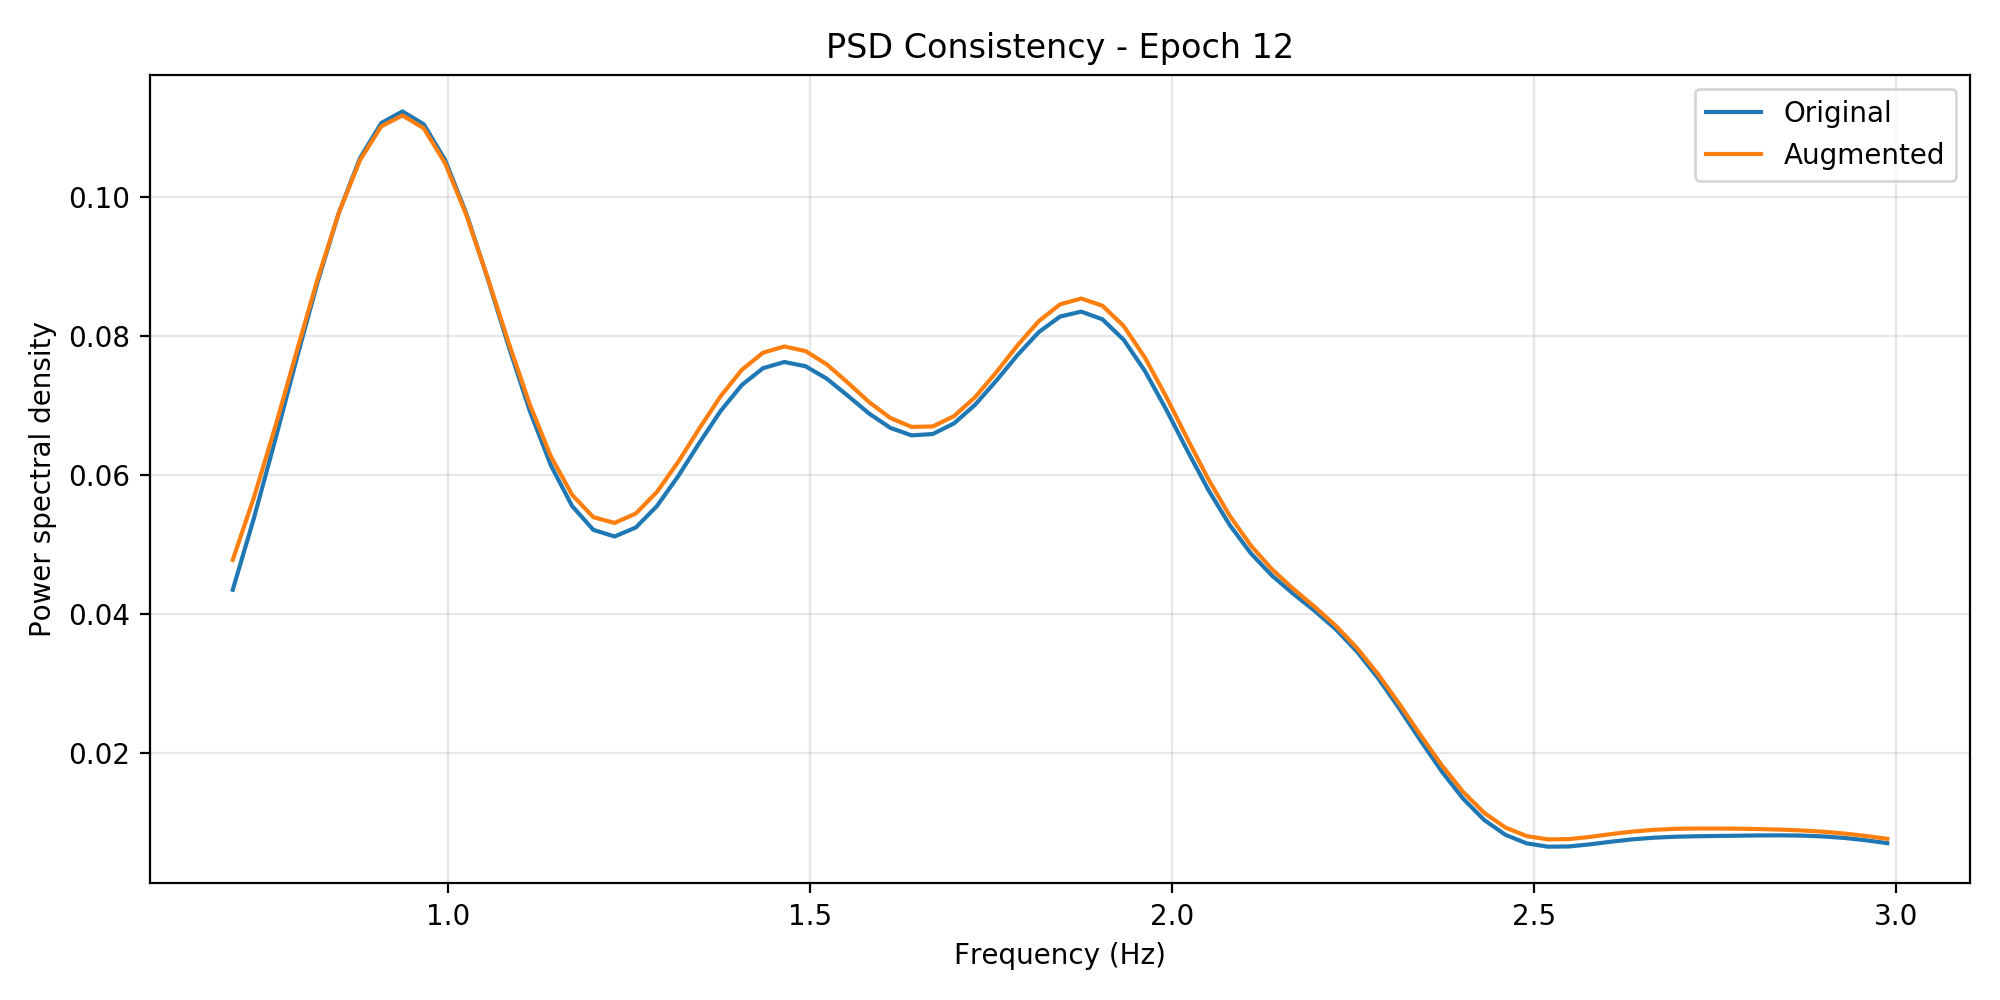 PSD Consistency - Epoch 12
Original
Augmented
Power spectral density
0.10
0.08
0.06
0.04
0.02
1.0
1.5
2.0
2.5
3.0
Frequency (Hz)